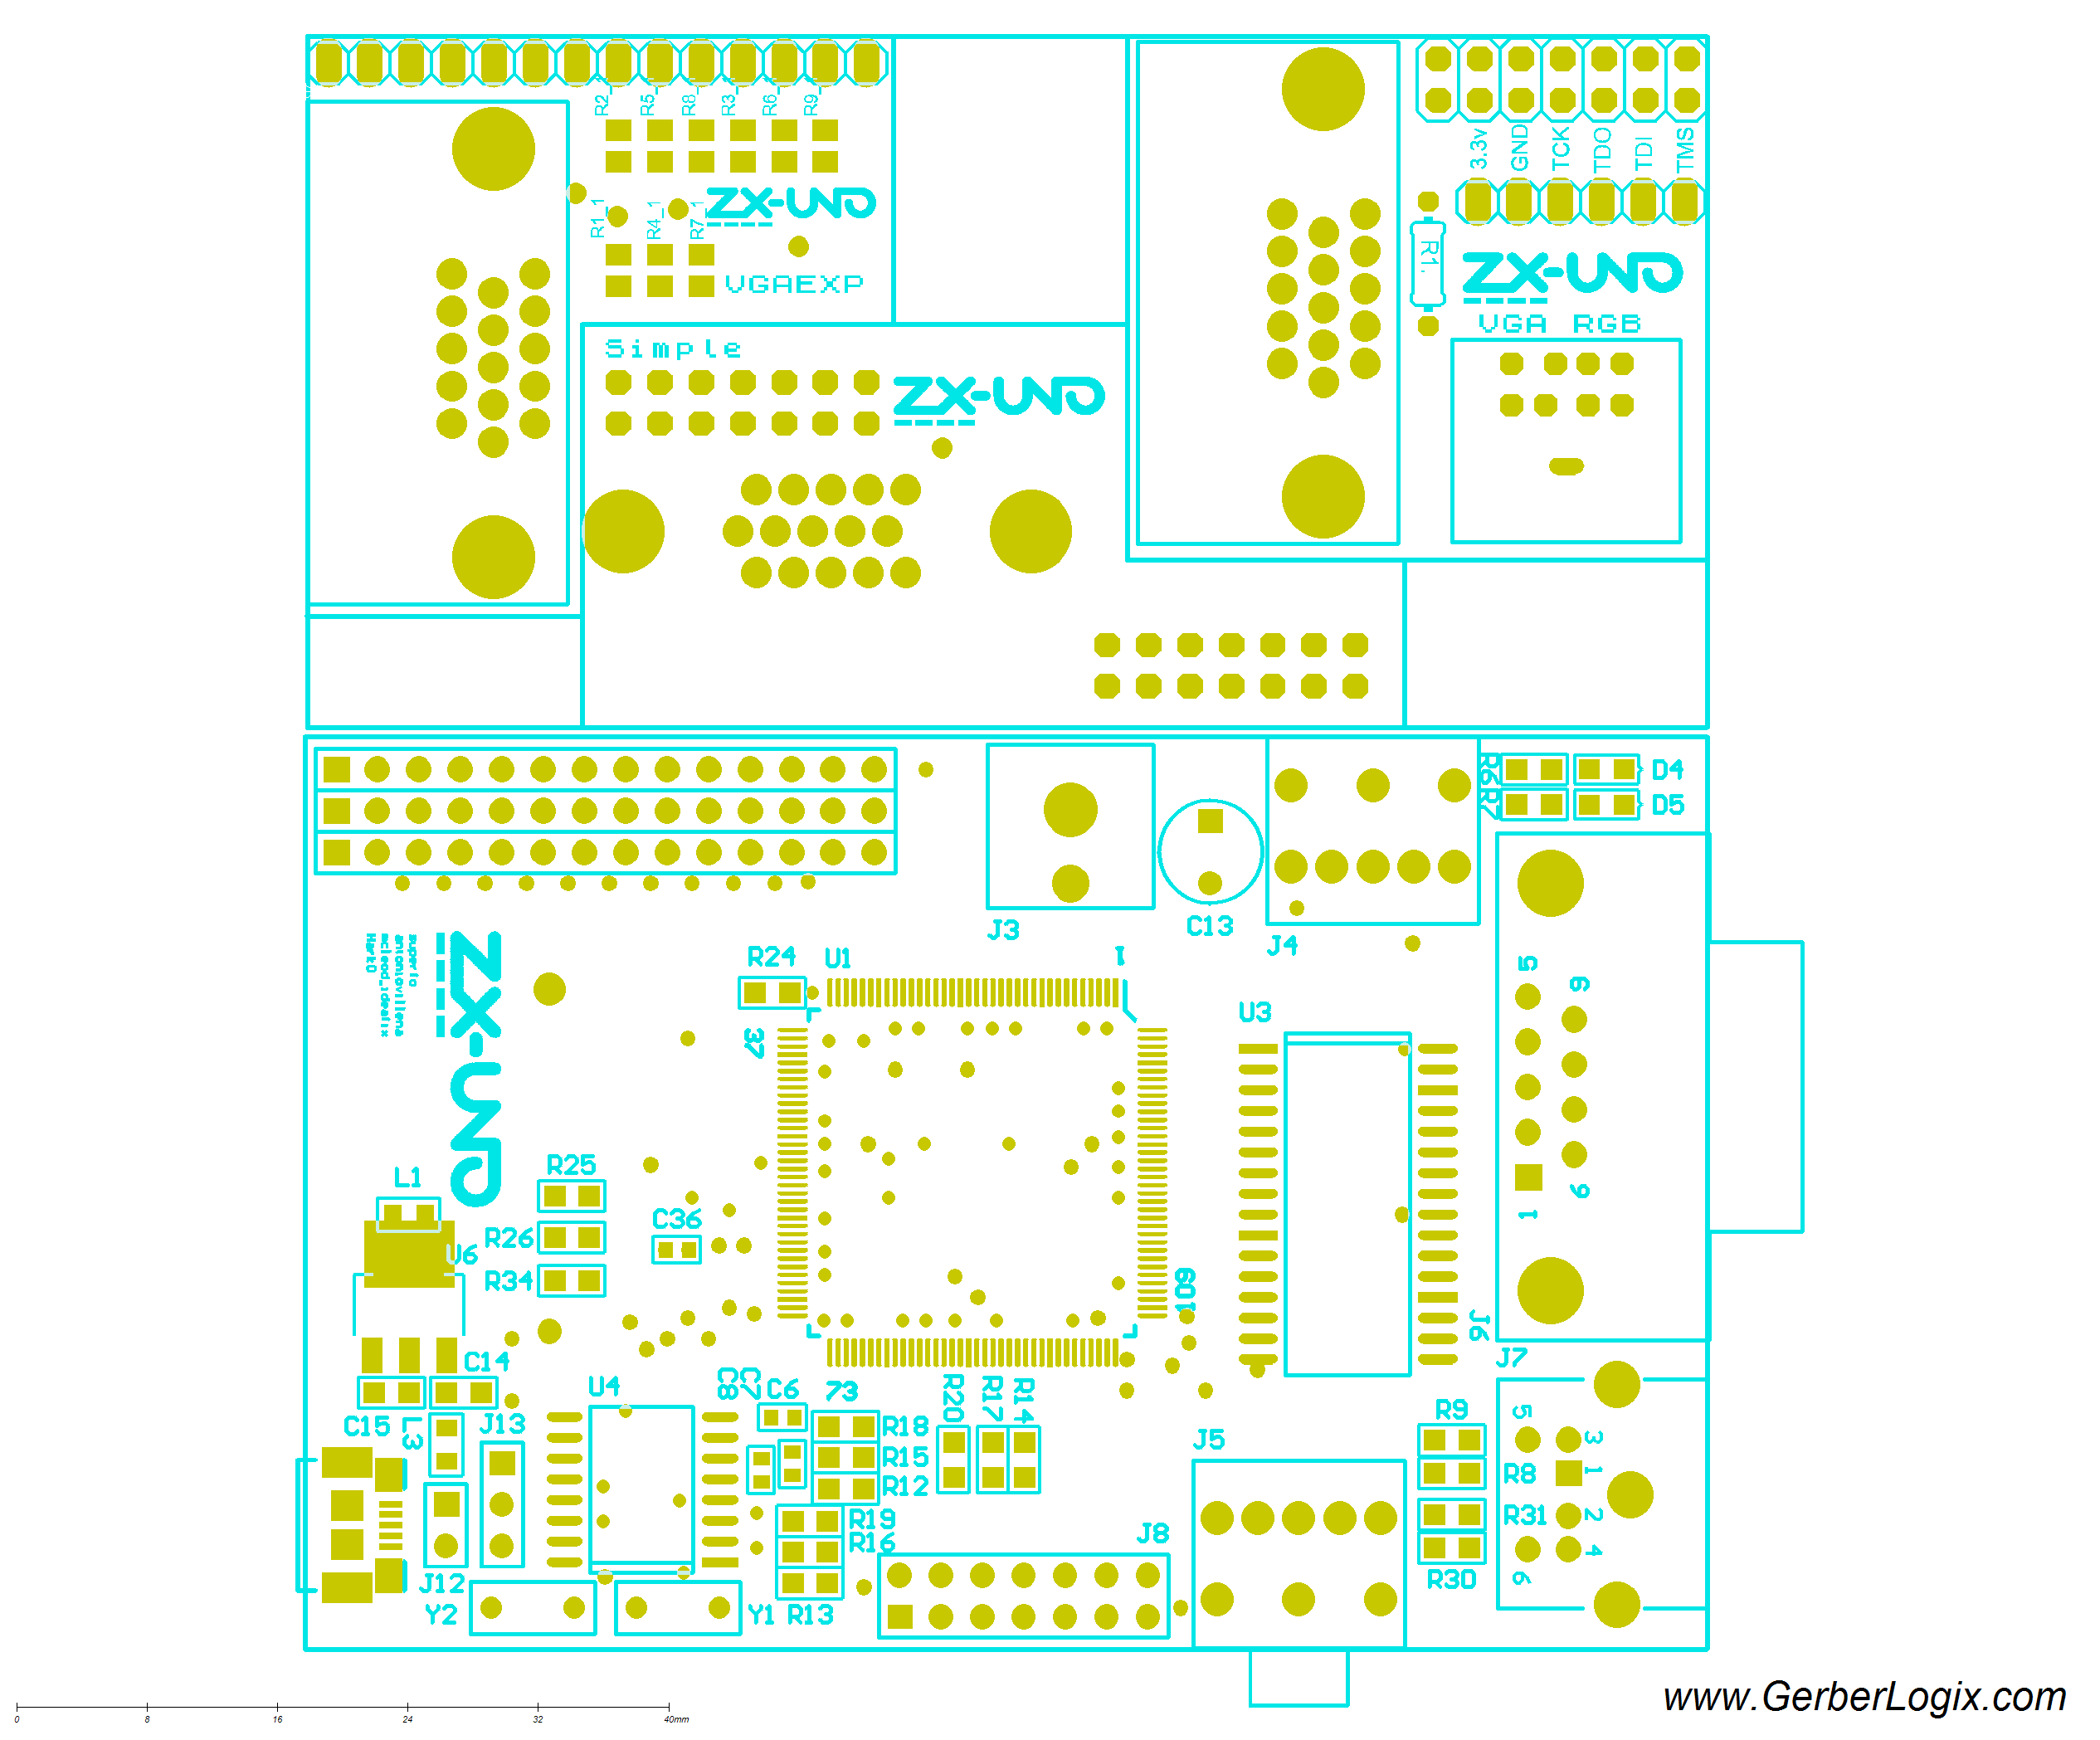 R2_ R5_ R8_ R3_ R6_ R9_
3.3v GND TCK TDO TDI TMS
R1_1 R4_1 R7_1
ZX-UNO
VGAEXP
ZX-UNO
VGA RGB
Simple
ZX-UNO
R6 D4
R7 D5
J3
C13
J4
superfo
antoniovillena
mcleod_ideafix
Hark0
ZX-UNO
R24
U1
1
37
U3
5
9
6
1
L1
R25
U6
R26
R34
C36
109
J6
J7
C14
C15
L3
J13
U4
C8
C7
C6
73
R18
R15
R12
R20
R17
R14
R19
R16
J5
J8
R9
R8
R31
R30
5
3
1
2
4
6
J12
Y2
Y1
R13
www.GerberLogix.com
0 8 16 24 32 40mm